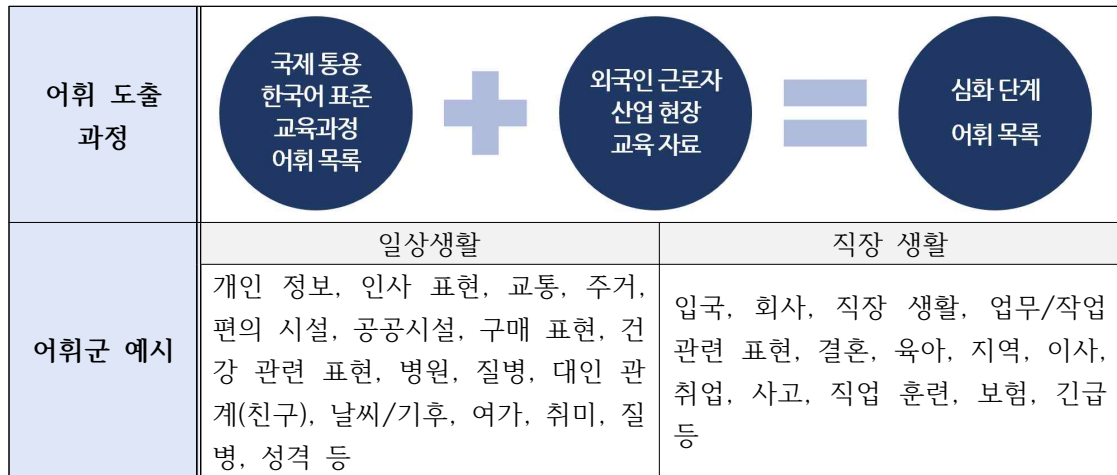 어휘 도출
과정
국제 통용
한국어 표준
교육과정
어휘 목록
외국인 근로자
산업 현장
교육 자료
심화 단계
어휘 목록
어휘군 예시
일상생활
개인 정보, 인사 표현, 교통, 주거,
편의 시설, 공공시설, 구매 표현, 건
강 관련 표현, 병원, 질병, 대인 관
계(친구), 날씨/기후, 여가, 취미, 질
병, 성격 등
직장 생활
입국, 회사, 직장 생활, 업무/작업
관련 표현, 결혼, 육아, 지역, 이사,
취업, 사고, 직업 훈련, 보험, 긴급
등